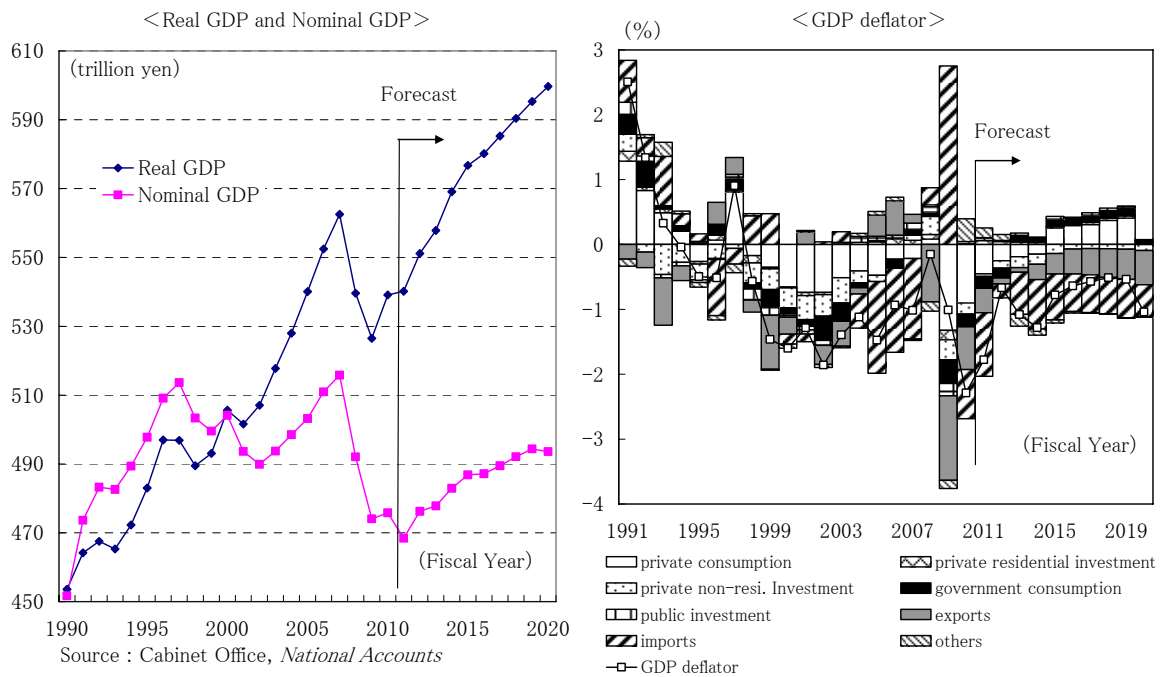 <Real GDP and Nominal GDP>
610
590
570
550
530
510
490
470
450
(trillion yen)
Forecast
Real GDP
Nominal GDP
(Fiscal Year)
1990 1995 2000 2005 2010 2015 2020
Source : Cabinet Office, National Accounts
<GDP deflator>
(%)
3
2
1
0
-1
-2
-3
-4
Forecast
(Fiscal Year)
1991 1995 1999 2003 2007 2011 2015 2019
private consumption
private residential investment
private non-resi. Investment
government consumption
public investment
exports
imports
others
GDP deflator